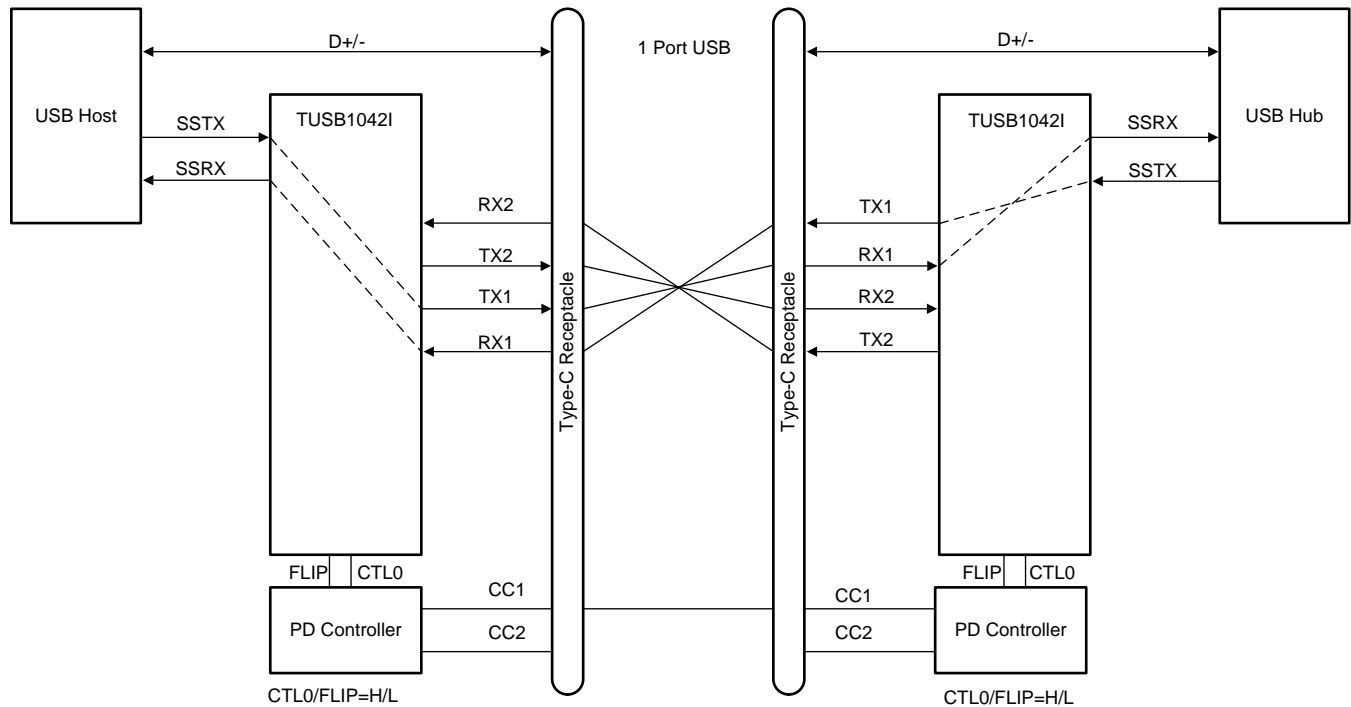 D+/-
1 Port USB
D+/-
USB Host
TUSB1042I
TUSB1042I
USB Hub
SSTX
SSRX
SSRX
SSTX
RX2
TX1
TX2
RX1
TX1
RX2
RX1
TX2
Type-C Receptacle
Type-C Receptacle
FLIP
CTL0
FLIP
CTL0
CC1
CC1
PD Controller
PD Controller
CC2
CC2
CTL0/FLIP=H/L
CTL0/FLIP=H/L